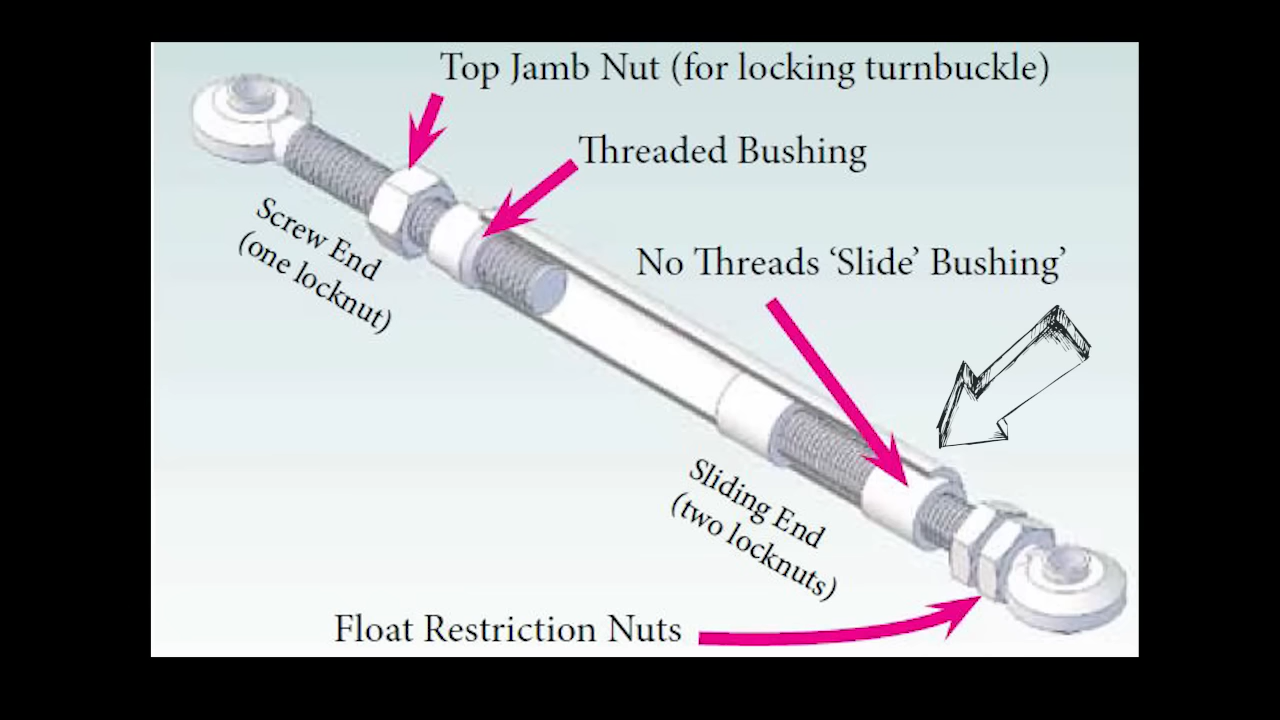 Top Jamb Nut (for locking turnbuckle)
Threaded Bushing
Screw End
(one locknut)
No Threads ‘Slide’ Bushing’
Sliding End
(two locknuts)
Float Restriction Nuts